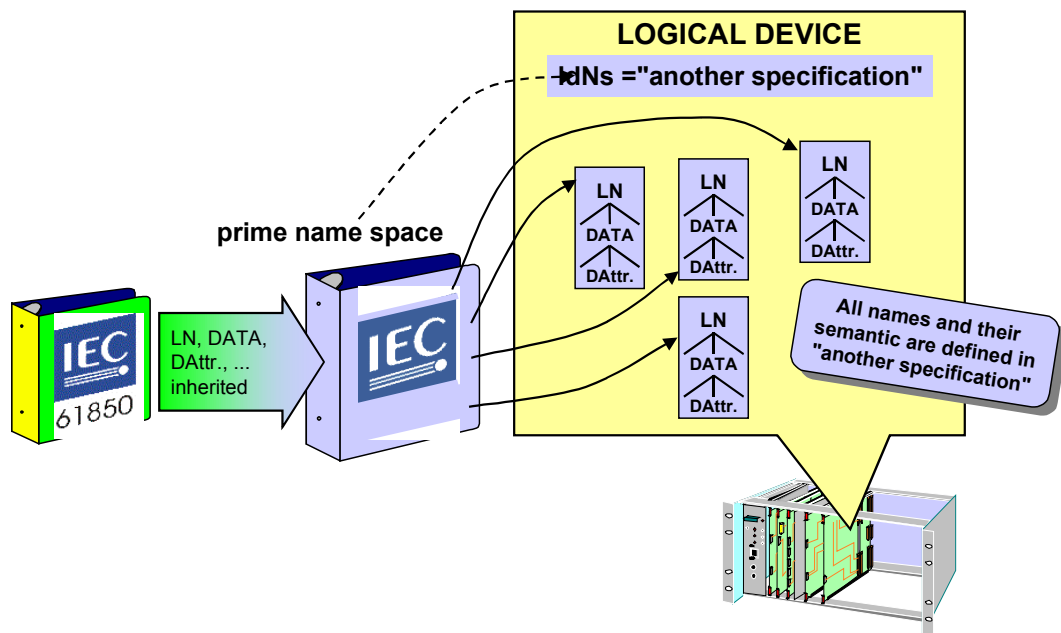 LOGICAL DEVICE
ldNs ="another specification"
LN
DATA
DAttr.
LN
DATA
DAttr.
LN
DATA
DAttr.
LN
DATA
DAttr.
prime name space
IEC
61850
LN, DATA,
DAttr., ...
inherited
IEC
All names and their
semantic are defined in
"another specification"